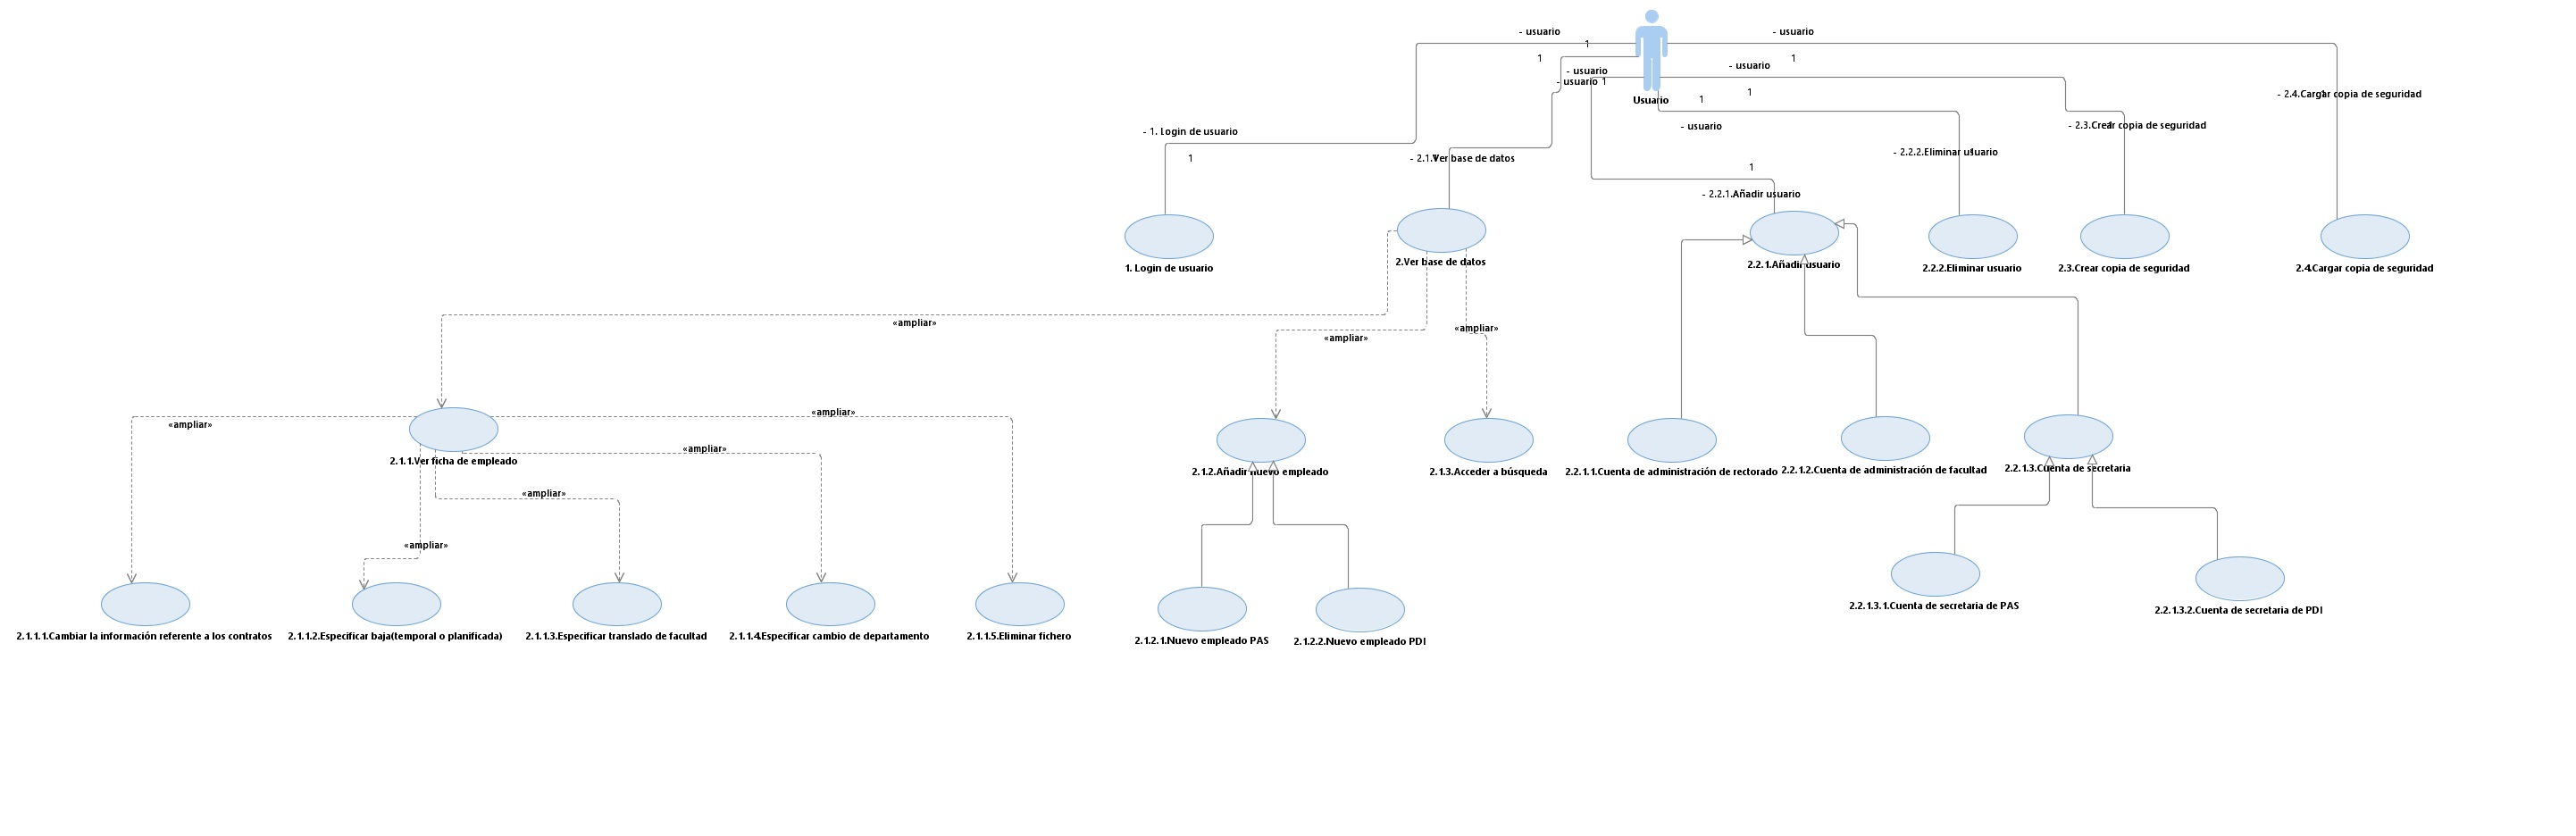 - usuario
- usuario
1
1
1
- usuario
- usuario
- usuario 1
Usuario
1
1
- 2.4.Cargar copia de seguridad
- usuario
- 2.3.Crear copia de seguridad
- 1. Login de usuario
1
- 2.1.Ver base de datos
- 2.2.2.Eliminar usuario
1
- 2.2.1.Añadir usuario
1. Login de usuario
2.Ver base de datos
2.2.1.Añadir usuario
2.2.2.Eliminar usuario
2.3.Crear copia de seguridad
2.4.Cargar copia de seguridad
«ampliar»
«ampliar»
«ampliar»
«ampliar»
«ampliar»
«ampliar»
«ampliar»
«ampliar»
2.1.1.Ver ficha de empleado
2.1.2.Añadir nuevo empleado
2.1.3.Acceder a búsqueda
2.2.1.1.Cuenta de administración de rectorado
2.2.1.2.Cuenta de administración de facultad
2.2.1.3.Cuenta de secretaria
2.1.1.1.Cambiar la información referente a los contratos
2.1.1.2.Especificar baja(temporal o planificada)
2.1.1.3.Especificar translado de facultad
2.1.1.4.Especificar cambio de departamento
2.1.1.5.Eliminar fichero
2.1.2.1.Nuevo empleado PAS
2.1.2.2.Nuevo empleado PDI
2.2.1.3.1.Cuenta de secretaria de PAS
2.2.1.3.2.Cuenta de secretaria de PDI